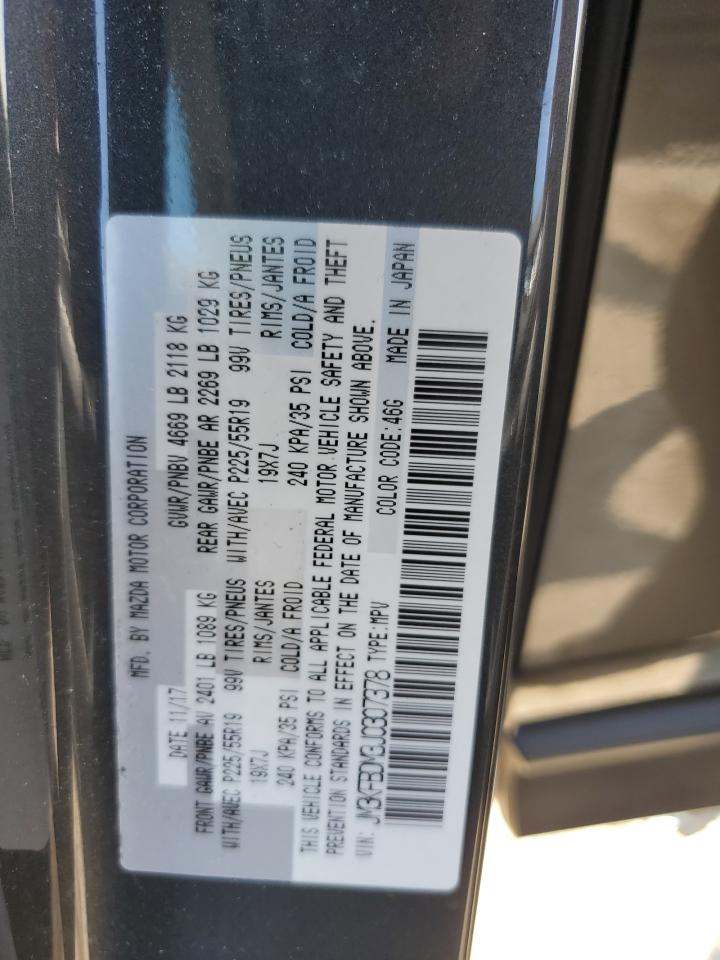 MFD. BY MAZDA MOTOR CORPORATION
DATE 11/17 GVWR/PNBV 4669 LB 2118 KG
FRONT GAWR/PNBE AV 2401 LB 1089 KG REAR GAWR/PNBE AR 2269 LB 1029 KG
WITH/AVEC P225/55R19 99V TIRES/PNEUS WITH/AVEC P225/55R19 99V TIRES/PNEUS
19X7J RIMS/JANTES 19X7J RIMS/JANTES
240 KPA/35 PSI COLD/A FROID 240 KPA/35 PSI COLD/A FROID
THIS VEHICLE CONFORMS TO ALL APPLICABLE FEDERAL MOTOR VEHICLE SAFETY AND THEFT
PREVENTION STANDARDS IN EFFECT ON THE DATE OF MANUFACTURE SHOWN ABOVE.
VIN: JM3KFBDM3J0307378 TYPE:MPV COLOR CODE:46G MADE IN JAPAN